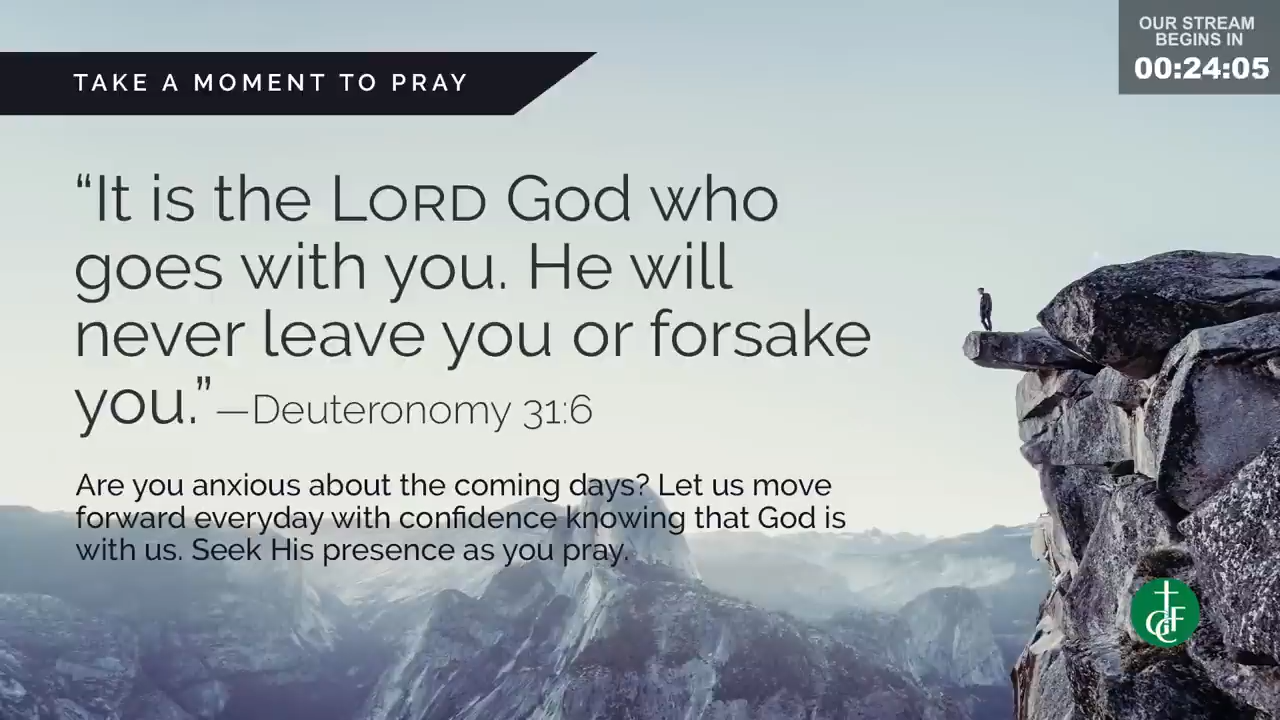 OUR STREAM
BEGINS IN
00:24:05
TAKE A MOMENT TO PRAY
“It is the LORD God who
goes with you. He will
never leave you or forsake
you.”—Deuteronomy 31:6
Are you anxious about the coming days? Let us move
forward everyday with confidence knowing that God is
with us. Seek His presence as you pray.